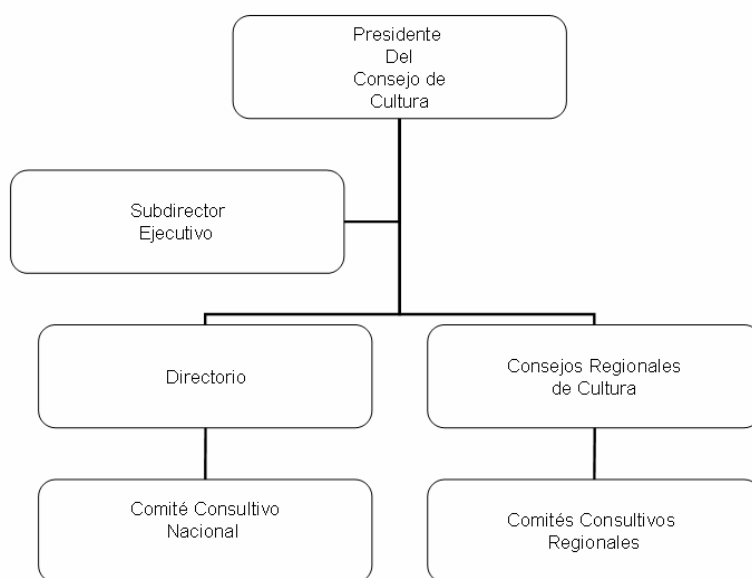 Presidente
Del
Consejo de
Cultura
Subdirector
Ejecutivo
Directorio
Consejos Regionales
de Cultura
Comité Consultivo
Nacional
Comités Consultivos
Regionales